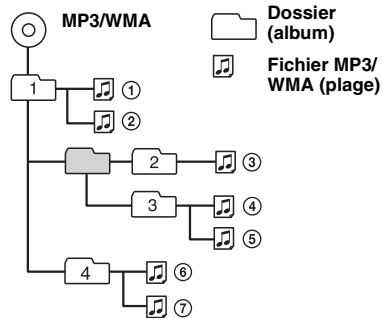 MP3/WMA
Dossier
(album)
Fichier MP3/
WMA (plage)
1
①
②
2
③
3
④
⑤
4
⑥
⑦